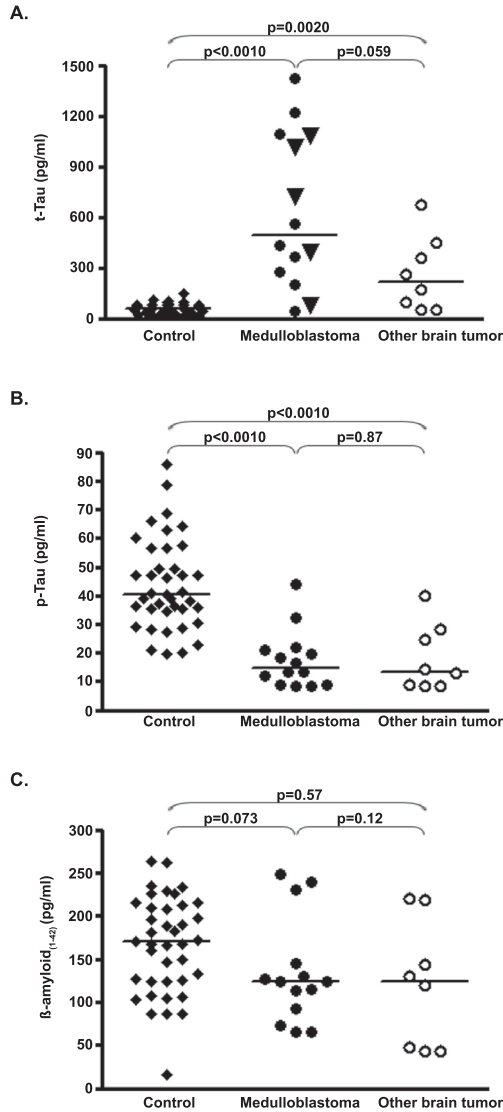 A.
p=0.0020
p<0.0010 p=0.059
t-Tau (pg/ml)
1500
1200
900
600
300
0
Control Medulloblastoma Other brain tumor
B.
p<0.0010
p<0.0010 p=0.87
p-Tau (pg/ml)
90
80
70
60
50
40
30
20
10
0
Control Medulloblastoma Other brain tumor
C.
p=0.57
p=0.073 p=0.12
ß-amyloid(1-42) (pg/ml)
300
250
200
150
100
50
0
Control Medulloblastoma Other brain tumor